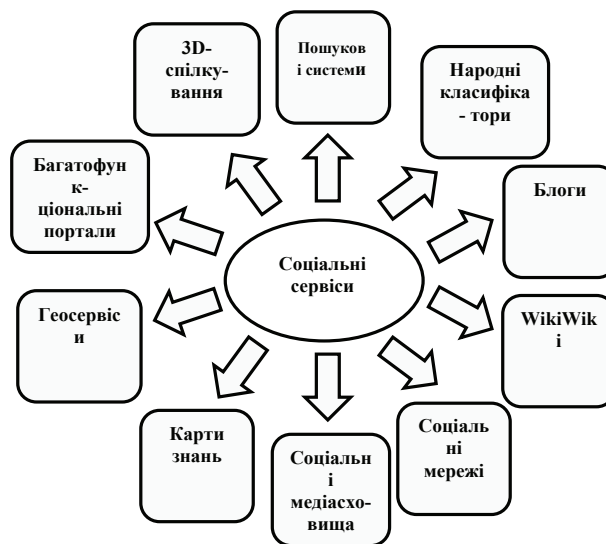 3D-
спілку-
вання
Пошуков
і системи
Народні
класифіка
- тори
Багатофун
к-
ціональні
портали
Блоги
Соціальні
сервіси
Геосервіс
и
WikiWik
i
Карти
знань
Соціальн
і
медіасхо-
вища
Соціаль
ні
мережі